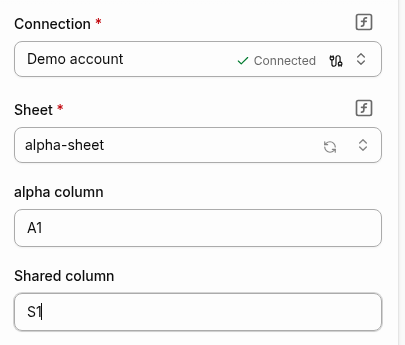 Connection *
Demo account
Connected
Sheet *
alpha-sheet
alpha column
A1
Shared column
S1